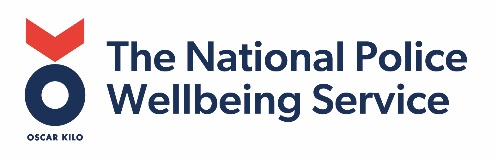 The National Police
Wellbeing Service
OSCAR KILO